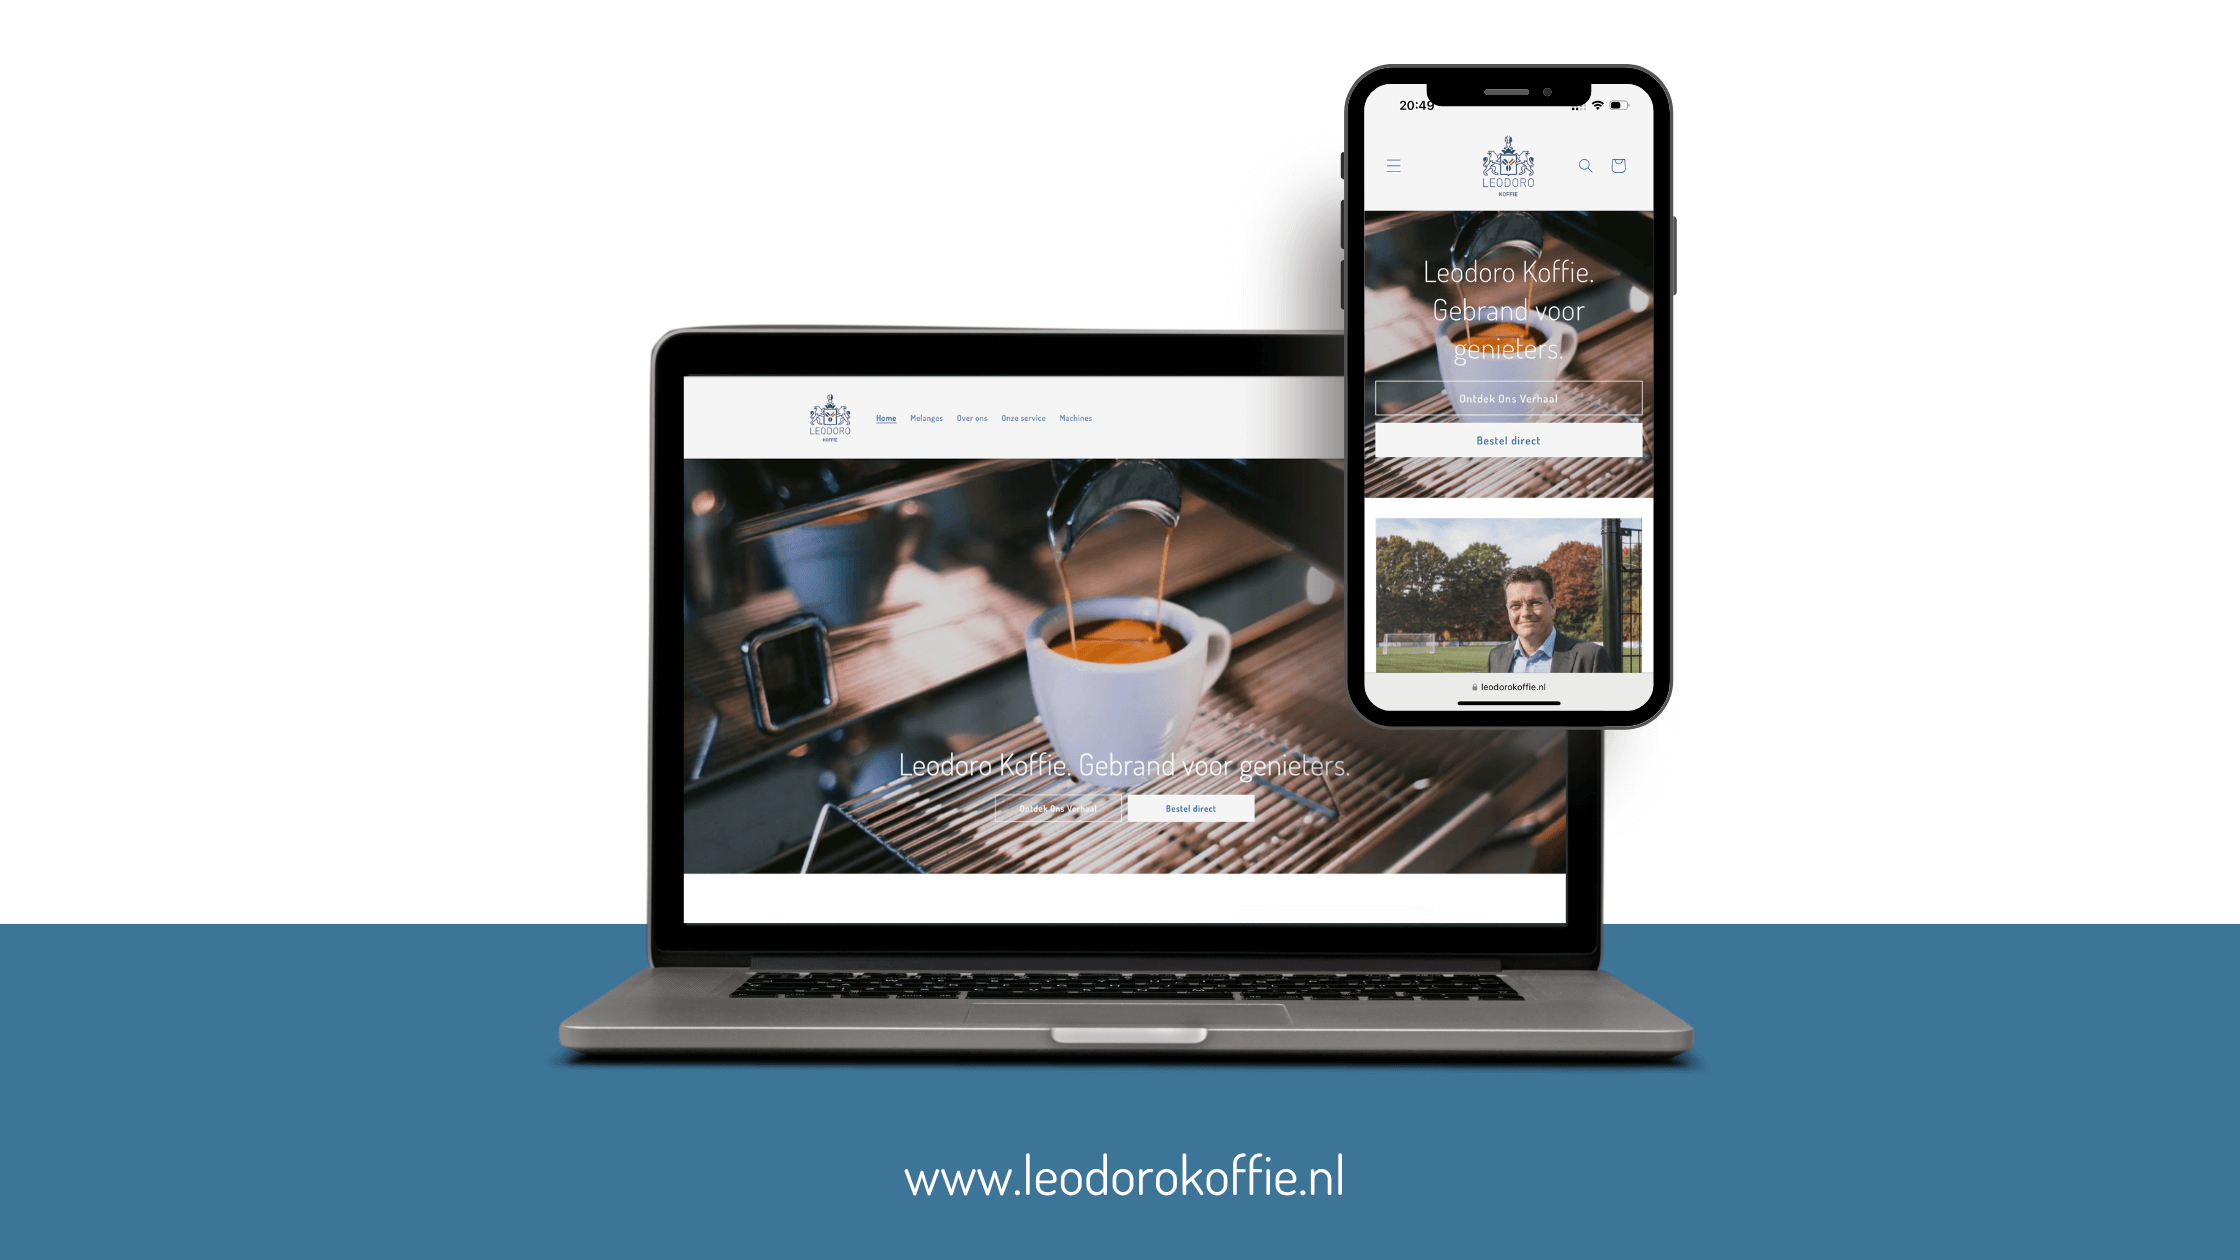 20:49
LEODORO
KOFFIE
Leodoro Koffie.
Gebrand voor
genieters.
Ontdek Ons Verhaal
Bestel direct
leodorokoffie.nl
LEODORO
KOFFIE
Home Melanges Over ons Onze service Machines
Leodoro Koffie. Gebrand voor genieters.
Ontdek Ons Verhaal Bestel direct
www.leodorokoffie.nl